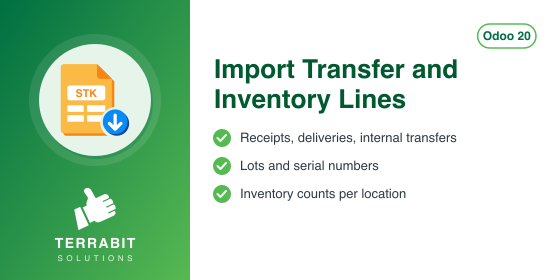 Odoo 20
Import Transfer and
Inventory Lines
STK
Receipts, deliveries, internal transfers
Lots and serial numbers
Inventory counts per location
TERRABIT
SOLUTIONS